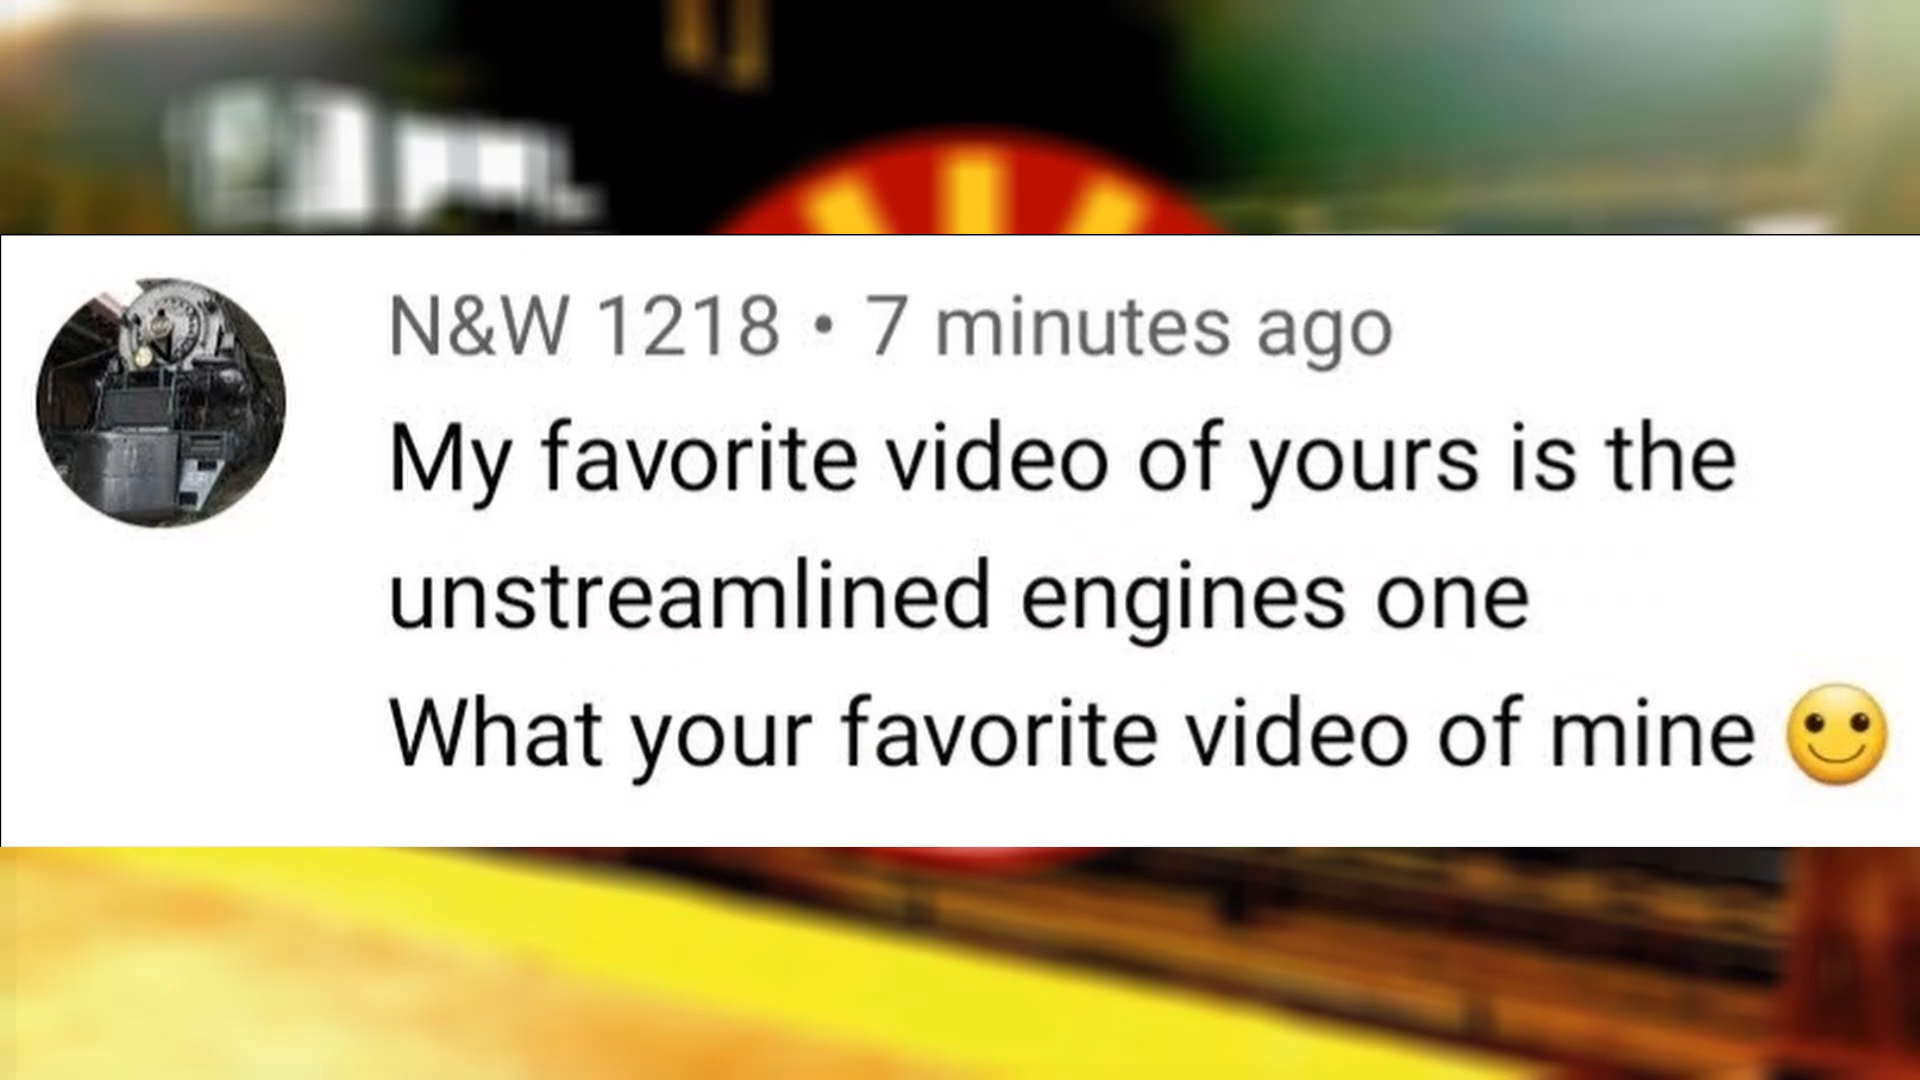 N&W 1218 • 7 minutes ago
My favorite video of yours is the
unstreamlined engines one
What your favorite video of mine 🙂